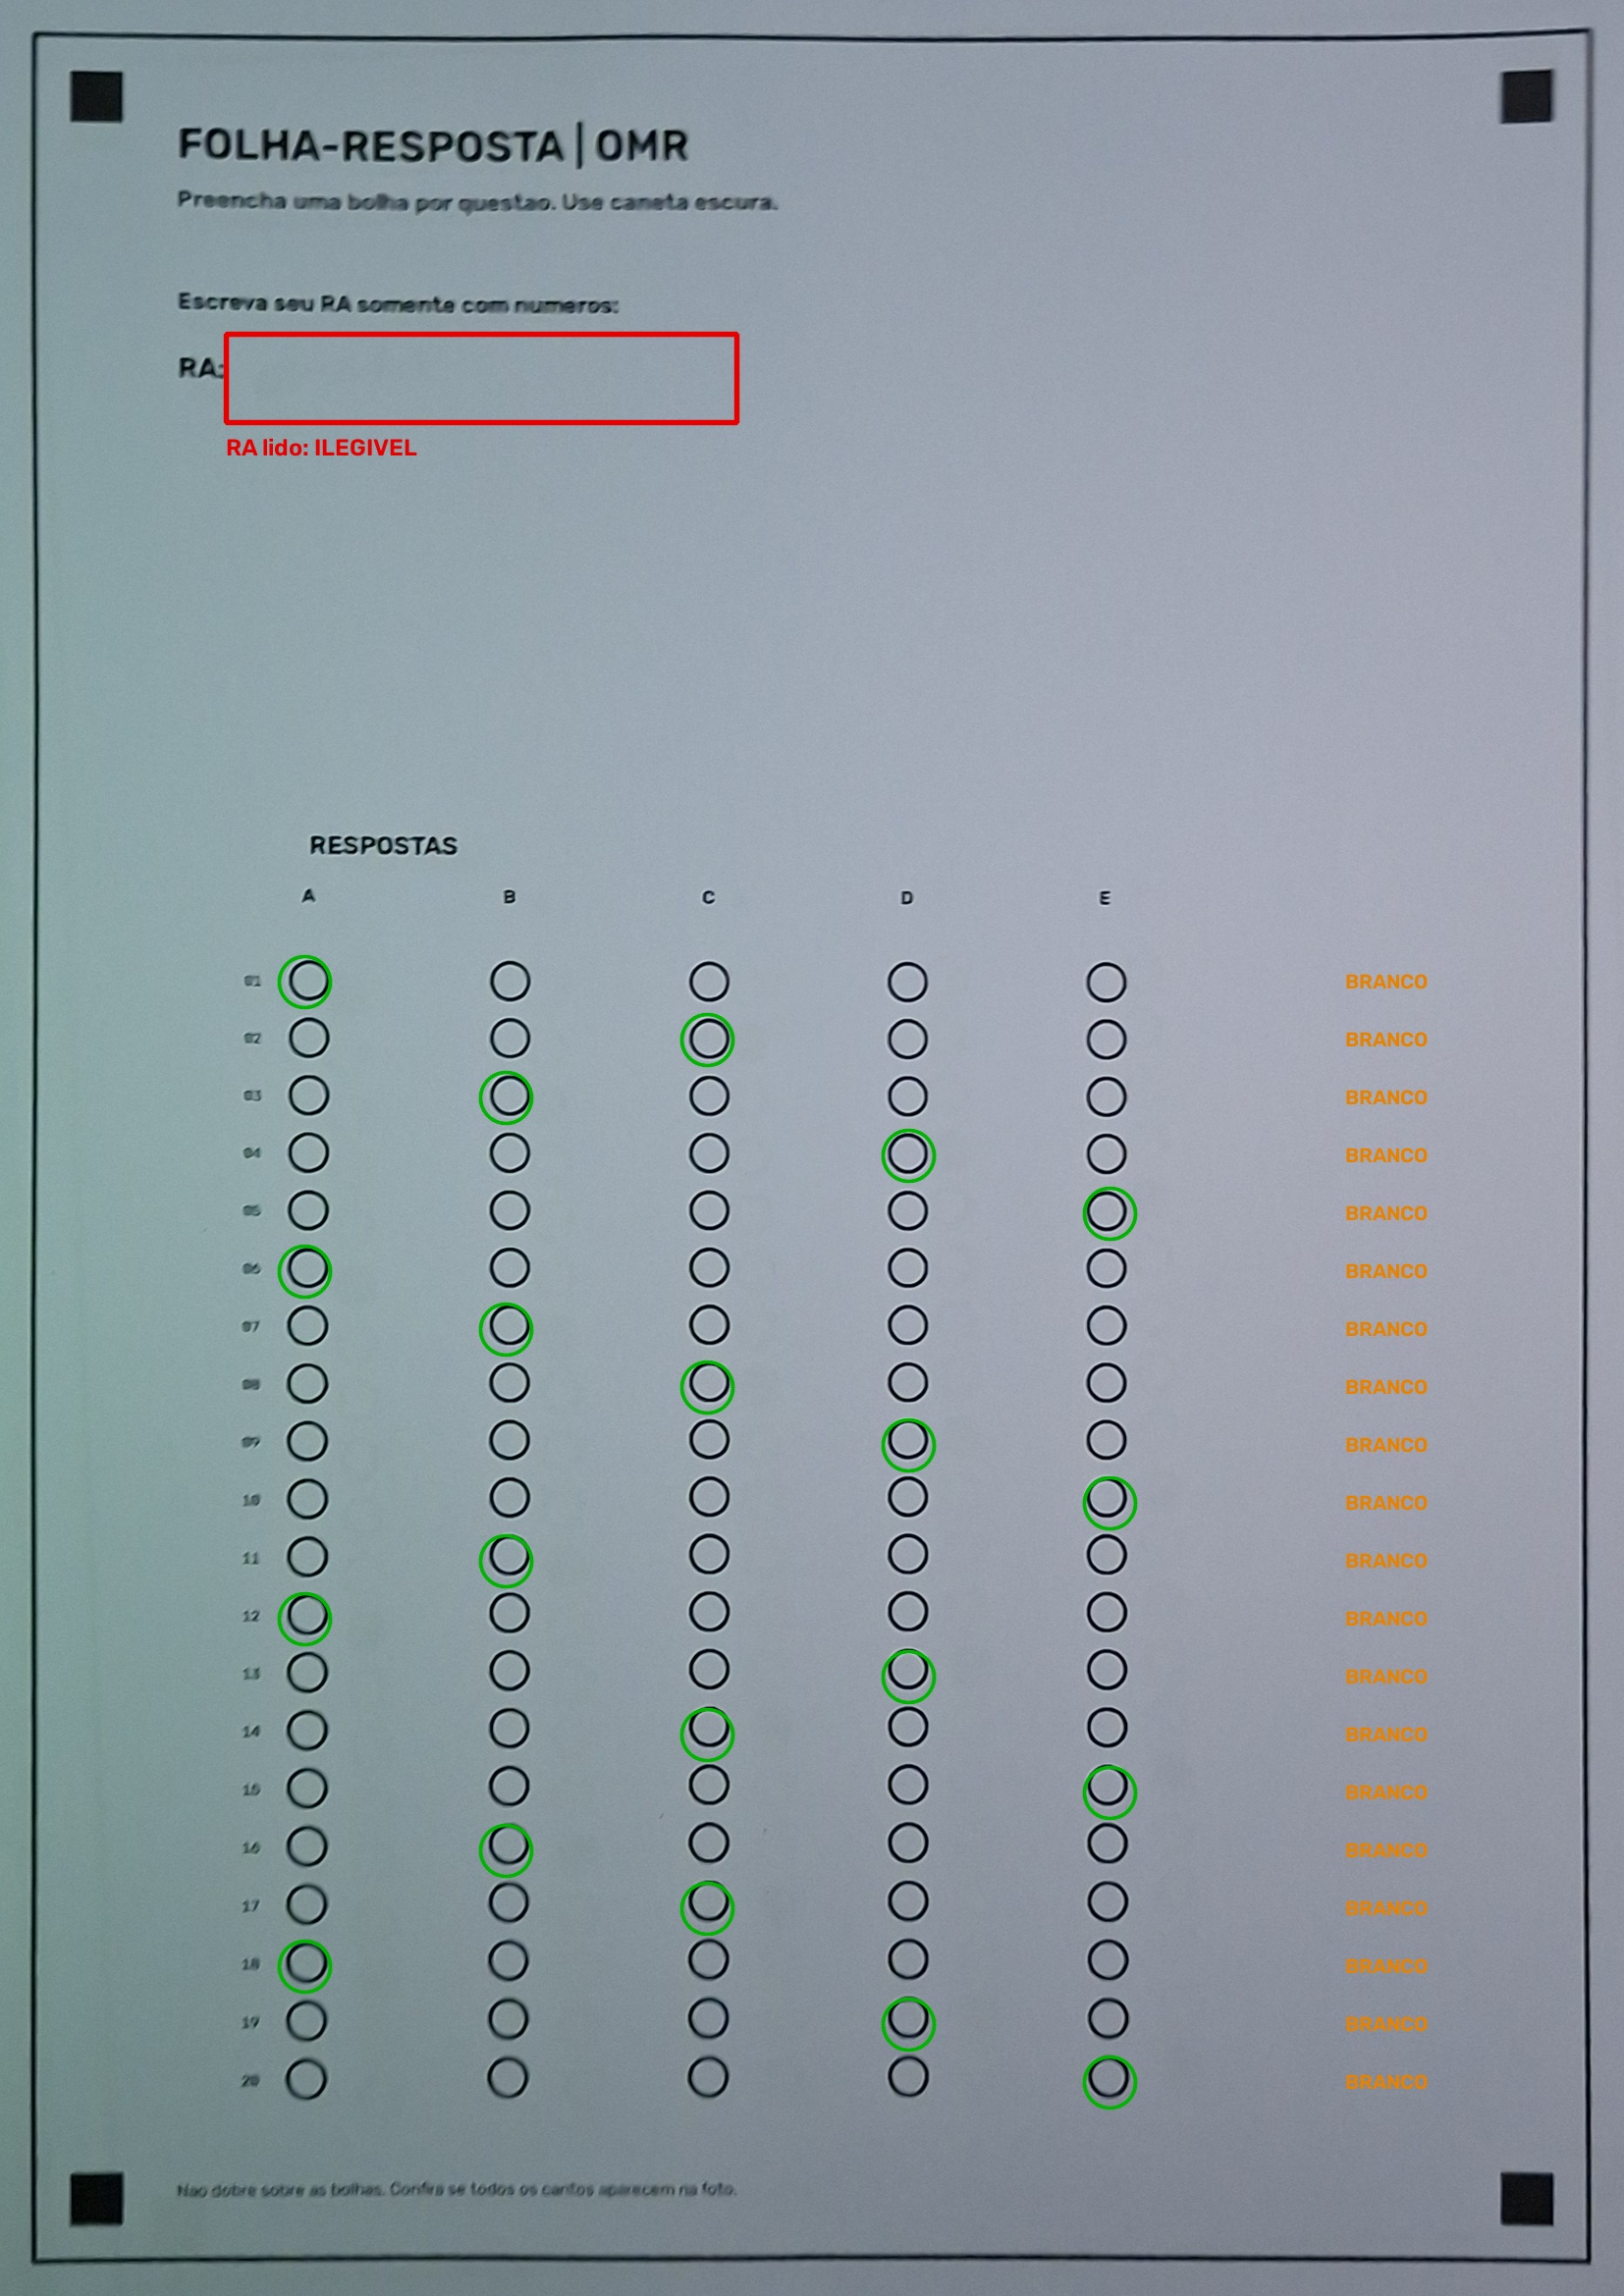 FOLHA-RESPOSTA | OMR
Preencha uma bolha por questao. Use caneta escura.
Escreva seu RA somente com numeros:
RA:
RA lido: ILEGIVEL
RESPOSTAS
A B C D E
01 BRANCO
02 BRANCO
03 BRANCO
04 BRANCO
05 BRANCO
06 BRANCO
07 BRANCO
08 BRANCO
09 BRANCO
10 BRANCO
11 BRANCO
12 BRANCO
13 BRANCO
14 BRANCO
15 BRANCO
16 BRANCO
17 BRANCO
18 BRANCO
19 BRANCO
20 BRANCO
Nao dobre sobre as bolhas. Confira se todos os cantos aparecem na foto.